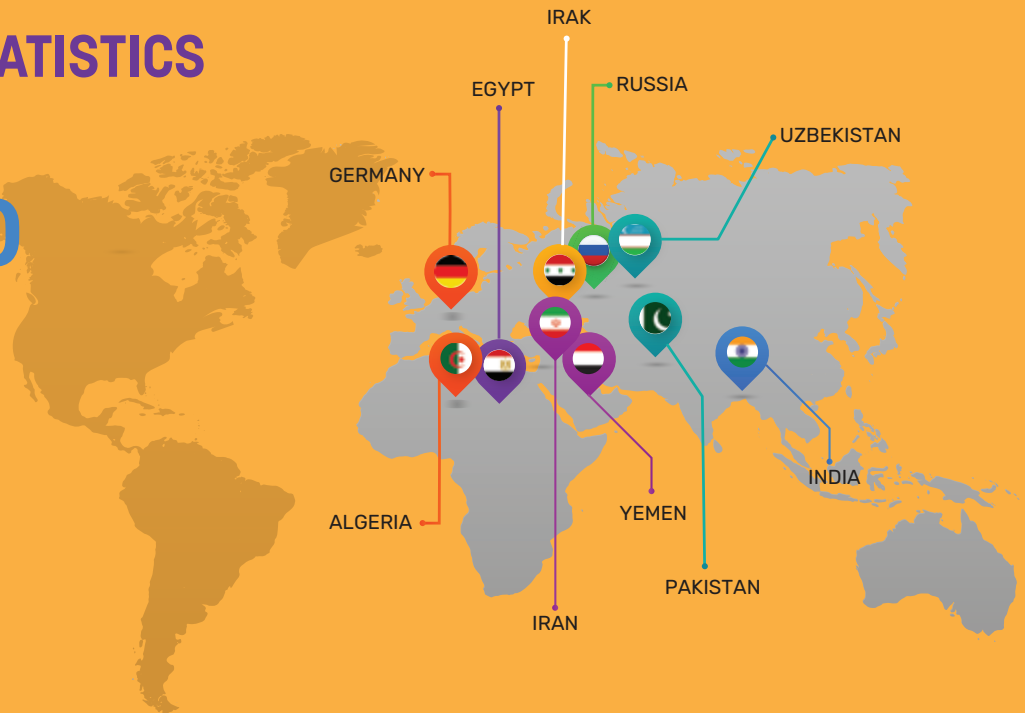 IRAK
ATISTICS
EGYPT
RUSSIA
UZBEKISTAN
GERMANY
INDIA
YEMEN
ALGERIA
PAKISTAN
IRAN